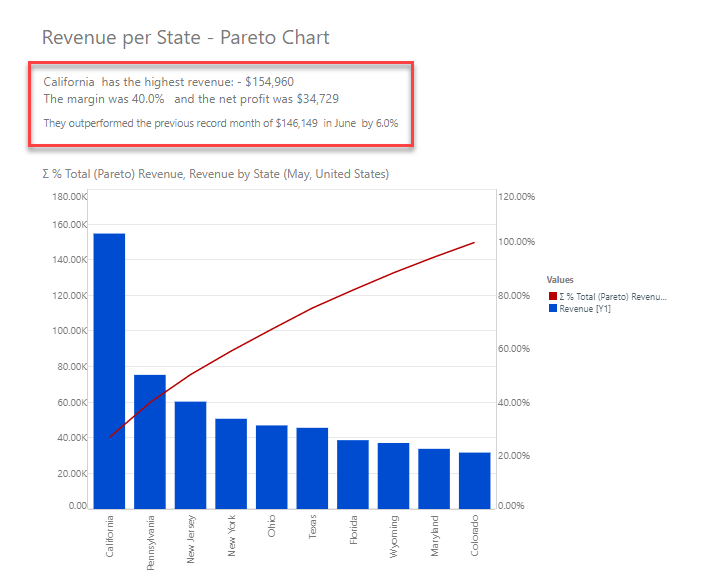 Revenue per State - Pareto Chart
California has the highest revenue: - $154,960
The margin was 40.0% and the net profit was $34,729
They outperformed the previous record month of $146,149 in June by 6.0%
Σ % Total (Pareto) Revenue, Revenue by State (May, United States)
180.00K
160.00K
140.00K
120.00K
100.00K
80.00K
60.00K
40.00K
20.00K
0.00
120.00%
100.00%
80.00%
60.00%
40.00%
20.00%
0.00%
California
Pennsylvania
New Jersey
New York
Ohio
Texas
Florida
Wyoming
Maryland
Colorado
Values
Σ % Total (Pareto) Revenu...
Revenue [Y1]